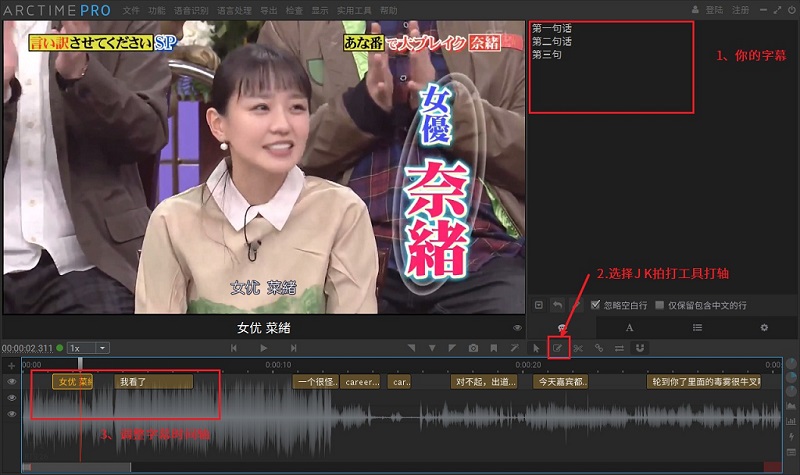 ARCTIME PRO
文件 功能 语音识别 语言处理 导出 检查 显示 实用工具 帮助
登陆 注册
言い訳させてくださいSP
あな番で大ブレイク 奈緒
女優
奈緒
女优 菜緒
女优 菜緒
第一句话
第二句话
第三句
1、你的字幕
2.选择JK拍打工具打轴
忽略空白行 仅保留包含中文的行
A
00:00:02.311 1x
00:00 0:00:10 0:00:20 0:00:
女优 菜緒 我看了 一个很怪.. career... car.. 对不起，出道... 今天嘉宾都.. 轮到你了里面的毒雾很牛叉